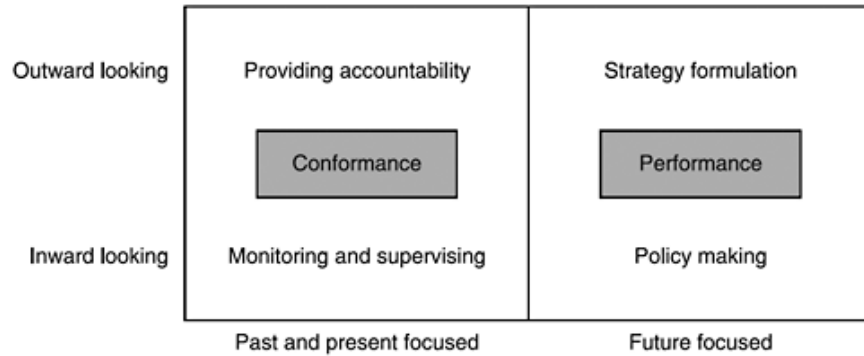 Outward looking
Providing accountability
Strategy formulation
Conformance
Performance
Inward looking
Monitoring and supervising
Policy making
Past and present focused
Future focused